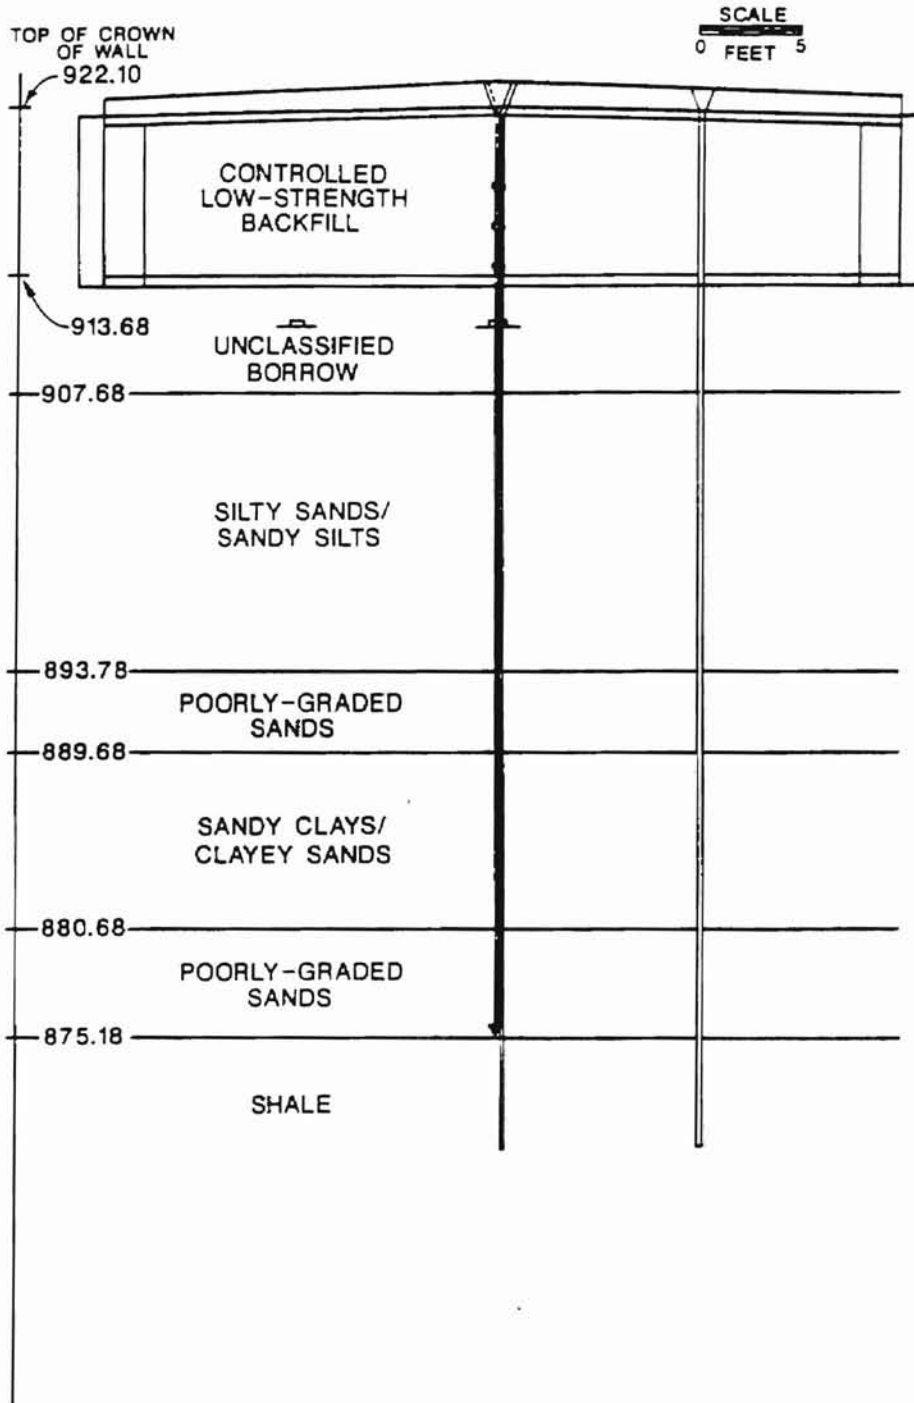 SCALE
0 FEET 5
TOP OF CROWN
OF WALL
922.10
CONTROLLED
LOW-STRENGTH
BACKFILL
913.68
UNCLASSIFIED
BORROW
907.68
SILTY SANDS/
SANDY SILTS
893.78
POORLY-GRADED
SANDS
889.68
SANDY CLAYS/
CLAYEY SANDS
880.68
POORLY-GRADED
SANDS
875.18
SHALE